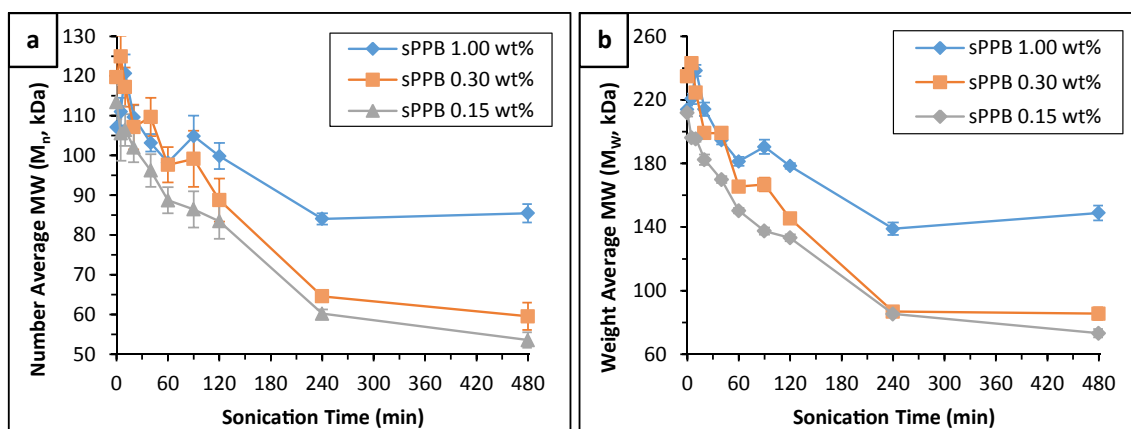 a
Number Average MW (Mn, kDa)
130
120
110
100
90
80
70
60
50
sPPB 1.00 wt%
sPPB 0.30 wt%
sPPB 0.15 wt%
0 60 120 180 240 300 360 420 480
Sonication Time (min)
b
Weight Average MW (Mw, kDa)
260
220
180
140
100
60
sPPB 1.00 wt%
sPPB 0.30 wt%
sPPB 0.15 wt%
0 60 120 180 240 300 360 420 480
Sonication Time (min)